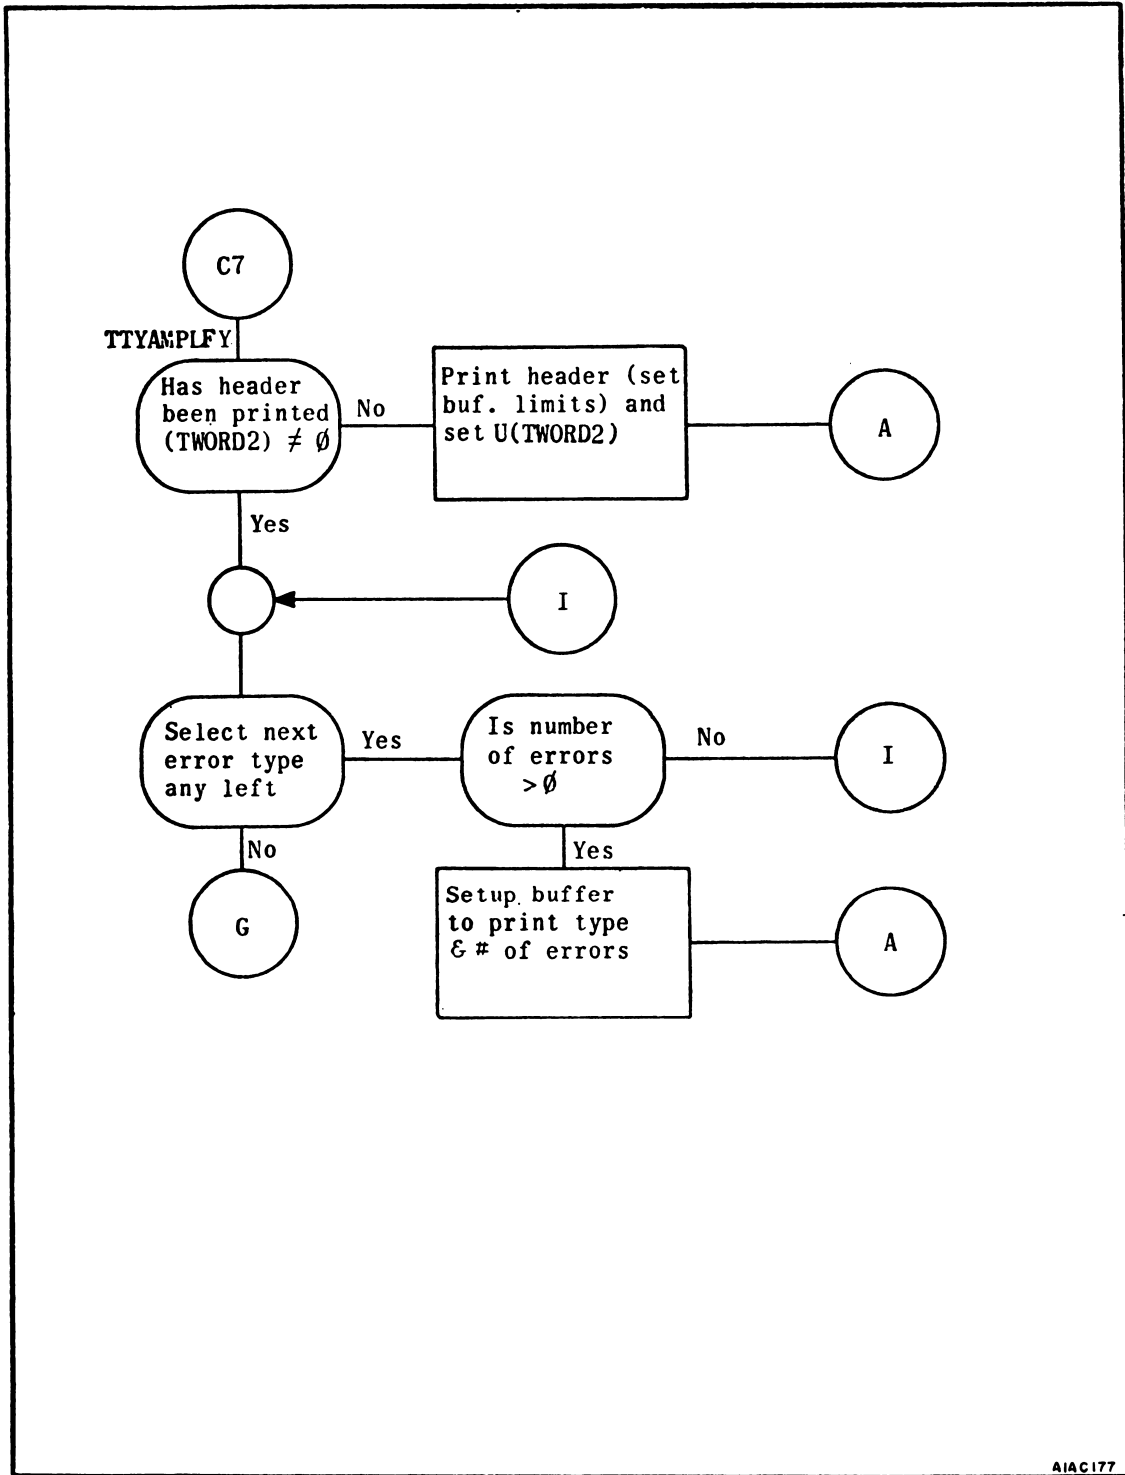 C7
TTYAMPLFY
Has header
been printed
(TWORD2) ≠ Ø
No
Print header (set
buf. limits) and
set U(TWORD2)
A
Yes
I
Select next
error type
any left
Yes
Is number
of errors
>Ø
No
I
No
Yes
G
Setup buffer
to print type
& # of errors
A
A1AC177